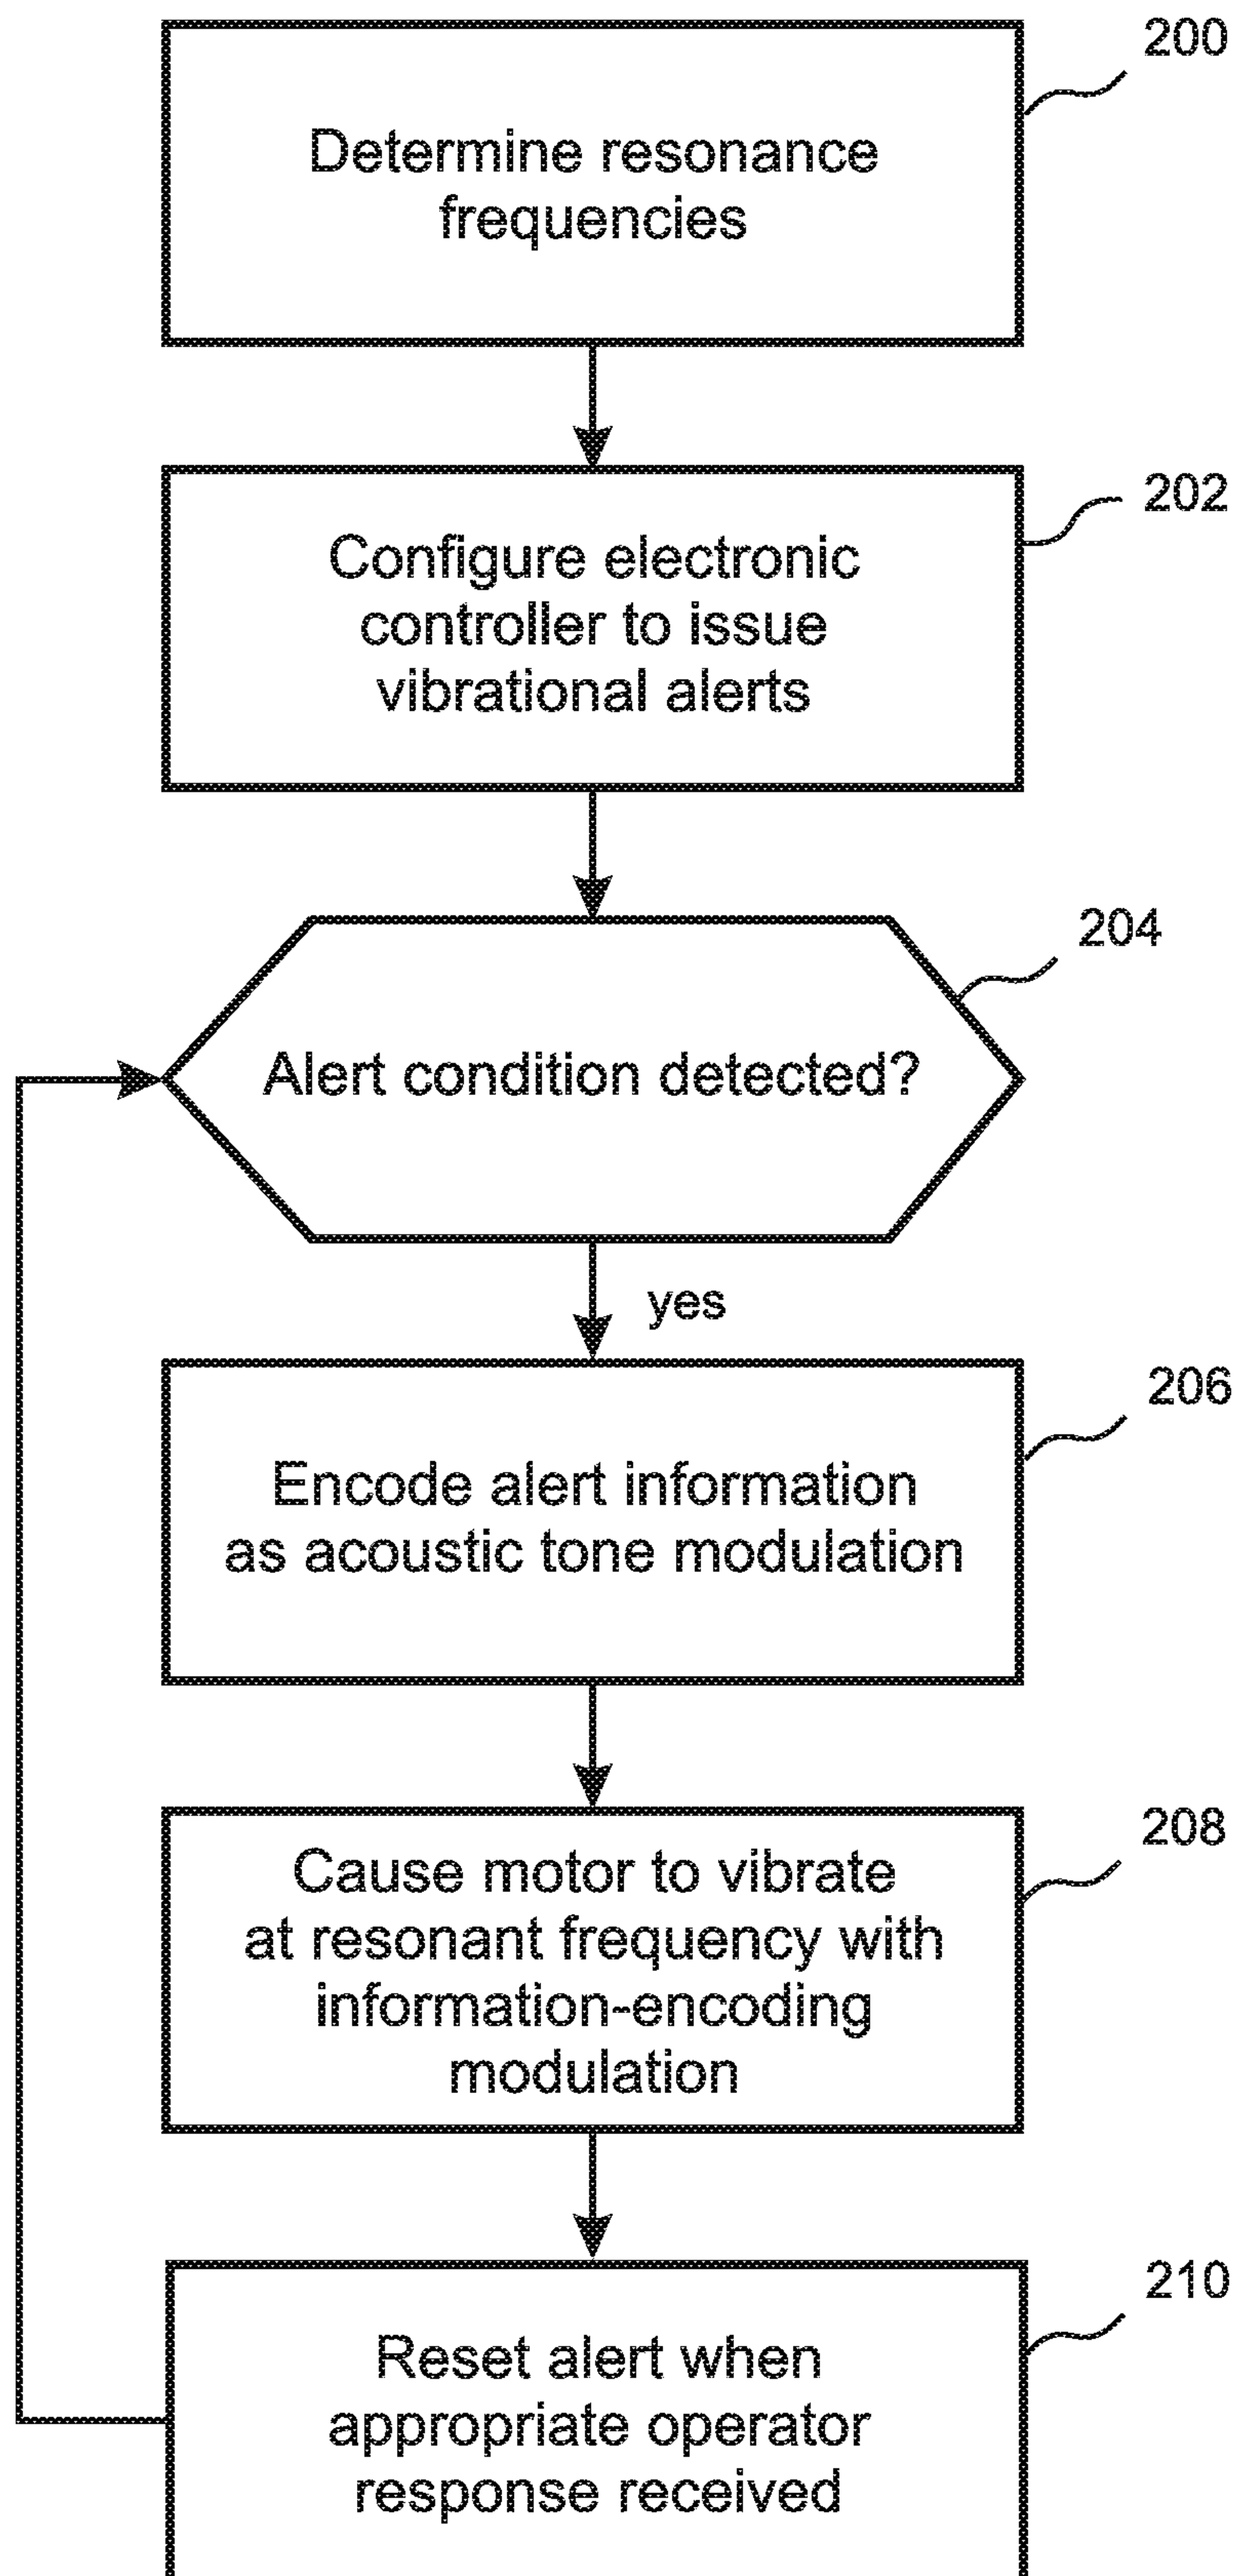 200
Determine resonance
frequencies
202
Configure electronic
controller to issue
vibrational alerts
204
Alert condition detected?
yes
206
Encode alert information
as acoustic tone modulation
208
Cause motor to vibrate
at resonant frequency with
information-encoding
modulation
210
Reset alert when
appropriate operator
response received